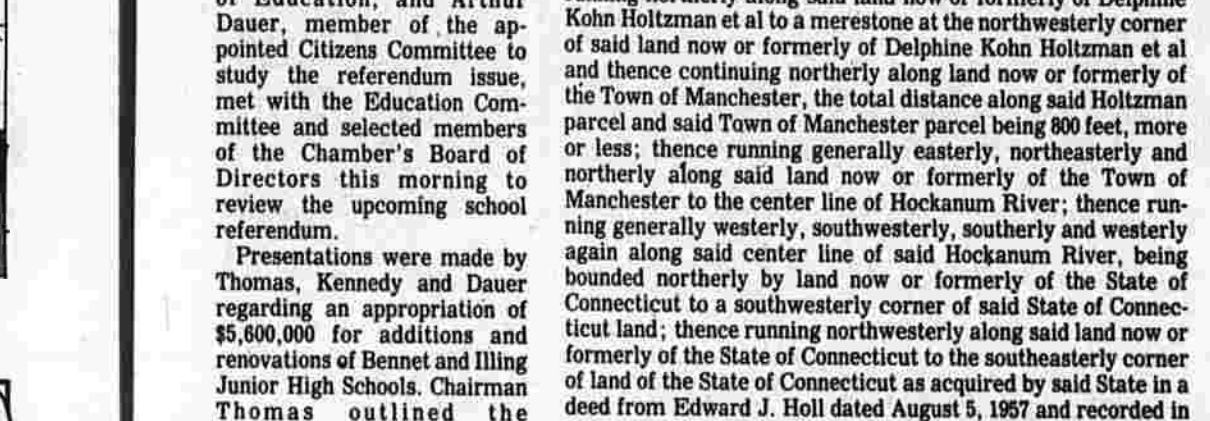 of Education, and Arthur
Dauer, member of the ap-
pointed Citizens Committee to
study the referendum issue,
met with the Education Com-
mittee and selected members
of the Chamber's Board of
Directors this morning to
review the upcoming school
referendum.
Presentations were made by
Thomas, Kennedy and Dauer
regarding an appropriation of
$5,600,000 for additions and
renovations of Bennet and Illing
Junior High Schools. Chairman
Thomas outlined the
running northerly along said land now or formerly of Delphine
Kohn Holtzman et al to a merestone at the northwesterly corner
of said land now or formerly of Delphine Kohn Holtzman et al
and thence continuing northerly along land now or formerly of
the Town of Manchester, the total distance along said Holtzman
parcel and said Town of Manchester parcel being 800 feet, more
or less; thence running generally easterly, northeasterly and
northerly along said land now or formerly of the Town of
Manchester to the center line of Hockanum River; thence run-
ning generally westerly, southwesterly, southerly and westerly
again along said center line of said Hockanum River, being
bounded northerly by land now or formerly of the State of
Connecticut to a southwesterly corner of said State of Connec-
ticut land; thence running northwesterly along said land now or
formerly of the State of Connecticut to the southeasterly corner
of land of the State of Connecticut as acquired by said State in a
deed from Edward J. Holl dated August 5, 1957 and recorded in